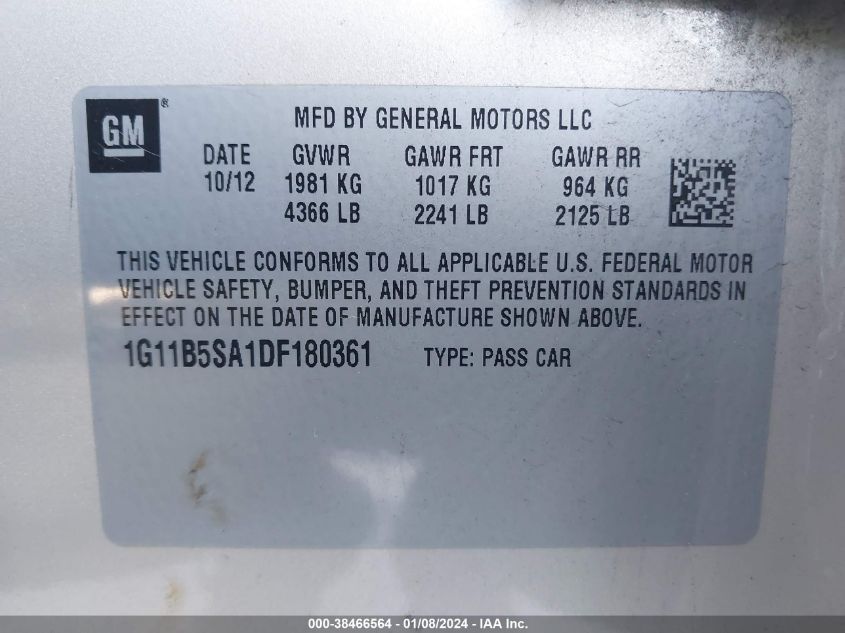 GM®
MFD BY GENERAL MOTORS LLC
DATE GVWR GAWR FRT GAWR RR
10/12 1981 KG 1017 KG 964 KG
4366 LB 2241 LB 2125 LB
THIS VEHICLE CONFORMS TO ALL APPLICABLE U.S. FEDERAL MOTOR
VEHICLE SAFETY, BUMPER, AND THEFT PREVENTION STANDARDS IN
EFFECT ON THE DATE OF MANUFACTURE SHOWN ABOVE.
1G11B5SA1DF180361 TYPE: PASS CAR
000-38466564 - 01/08/2024 - IAA Inc.